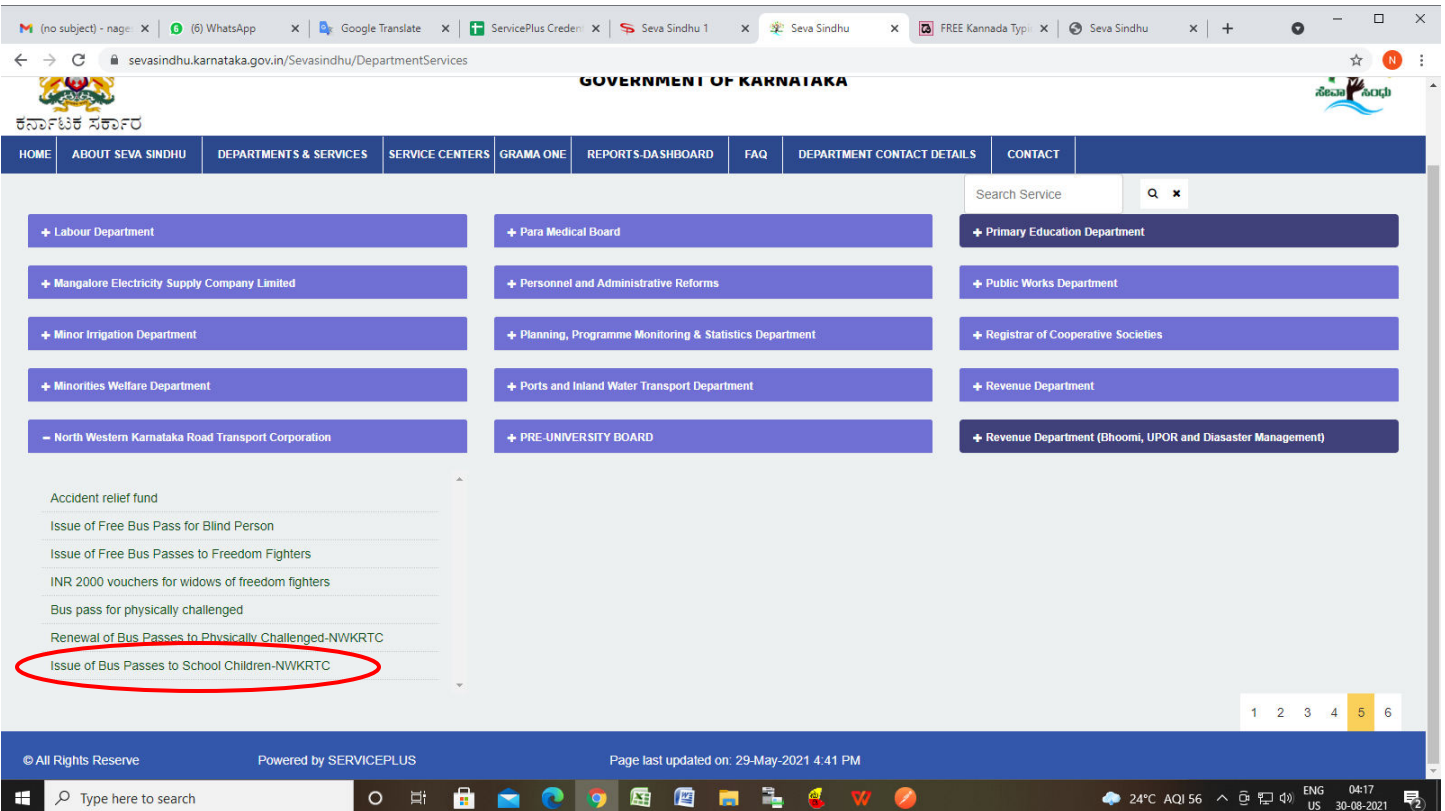 (no subject) - nage
(6) WhatsApp
Google Translate
ServicePlus Creden
Seva Sindhu 1
Seva Sindhu
FREE Kannada Typi
Seva Sindhu
sevasindhu.karnataka.gov.in/Sevasindhu/DepartmentServices
N
GOVERNMENT OF KARNATAKA
ಸೇವಾ ಸಿಂಧು
ಕರ್ನಾಟಕ ಸರ್ಕಾರ
HOME ABOUT SEVA SINDHU DEPARTMENTS & SERVICES SERVICE CENTERS GRAMA ONE REPORTS-DASHBOARD FAQ DEPARTMENT CONTACT DETAILS CONTACT
Search Service
+ Labour Department
+ Para Medical Board
+ Primary Education Department
+ Mangalore Electricity Supply Company Limited
+ Personnel and Administrative Reforms
+ Public Works Department
+ Minor Irrigation Department
+ Planning, Programme Monitoring & Statistics Department
+ Registrar of Cooperative Societies
+ Minorities Welfare Department
+ Ports and Inland Water Transport Department
+ Revenue Department
– North Western Karnataka Road Transport Corporation
+ PRE-UNIVERSITY BOARD
+ Revenue Department (Bhoomi, UPOR and Diasaster Management)
Accident relief fund
Issue of Free Bus Pass for Blind Person
Issue of Free Bus Passes to Freedom Fighters
INR 2000 vouchers for widows of freedom fighters
Bus pass for physically challenged
Renewal of Bus Passes to Physically Challenged-NWKRTC
Issue of Bus Passes to School Children-NWKRTC
1 2 3 4 5 6
© All Rights Reserve
Powered by SERVICEPLUS
Page last updated on: 29-May-2021 4:41 PM
Type here to search
24°C AQI 56
ENG
US
04:17
30-08-2021
2